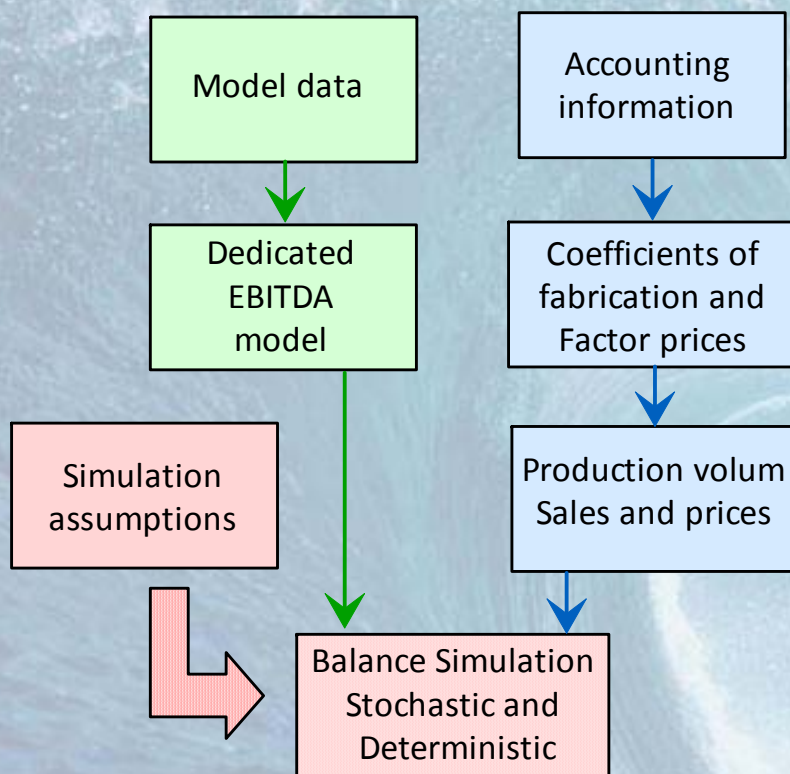 Model data
Accounting
information
Dedicated
EBITDA
model
Coefficients of
fabrication and
Factor prices
Simulation
assumptions
Production volum
Sales and prices
Balance Simulation
Stochastic and
Deterministic